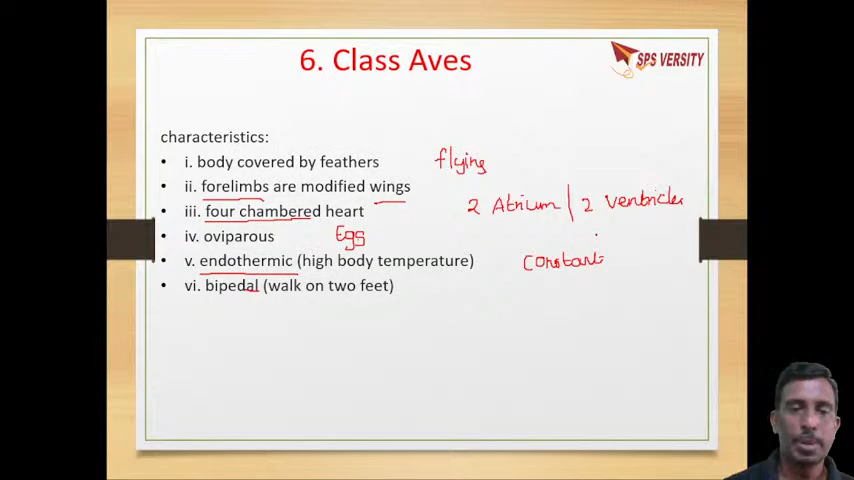 6. Class Aves
SPS VERSITY
characteristics:
• i. body covered by feathers flying
• ii. forelimbs are modified wings
• iii. four chambered heart 2 Atrium | 2 ventricles
• iv. oviparous Egs
• v. endothermic (high body temperature) constant
• vi. bipedal (walk on two feet)